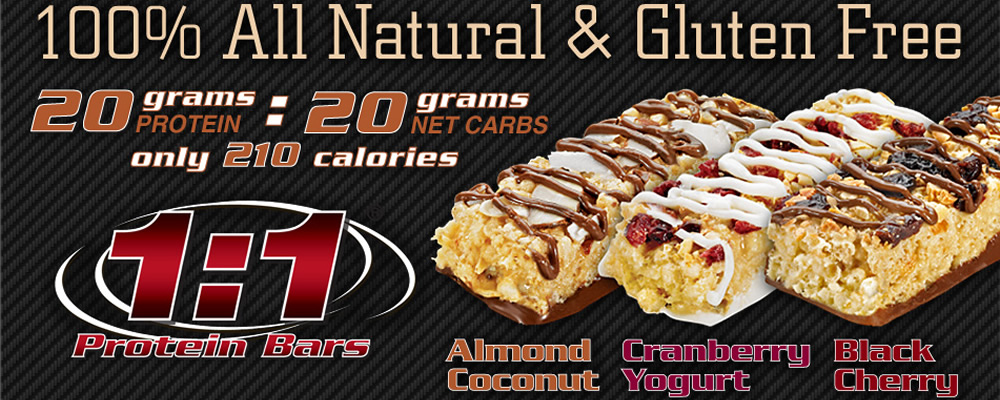 100% All Natural & Gluten Free
20 grams PROTEIN : 20 grams NET CARBS
only 210 calories
1:1
Protein Bars
Almond Coconut
Cranberry Yogurt
Black Cherry